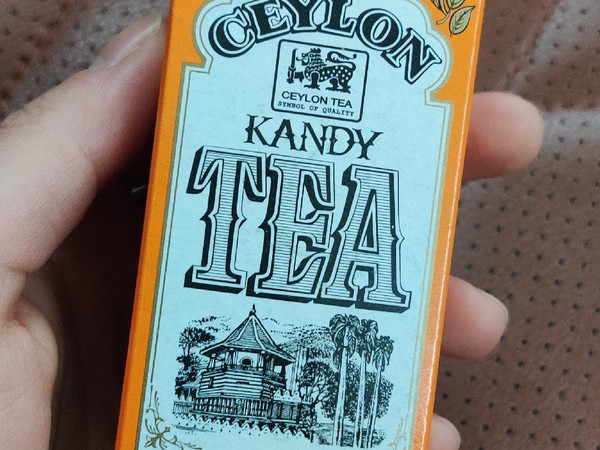 CEYLON
CEYLON TEA
SYMBOL OF QUALITY
KANDY
TEA